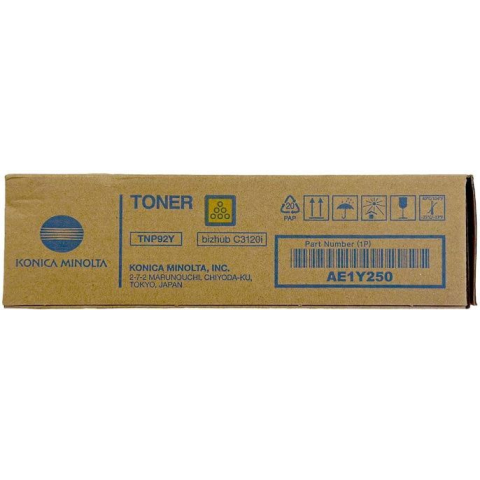 TONER
TNP92Y
bizhub C3120i
KONICA MINOLTA
KONICA MINOLTA, INC.
2-7-2 MARUNOUCHI, CHIYODA-KU,
TOKYO, JAPAN
20
PAP
Part Number (1P)
AE1Y250